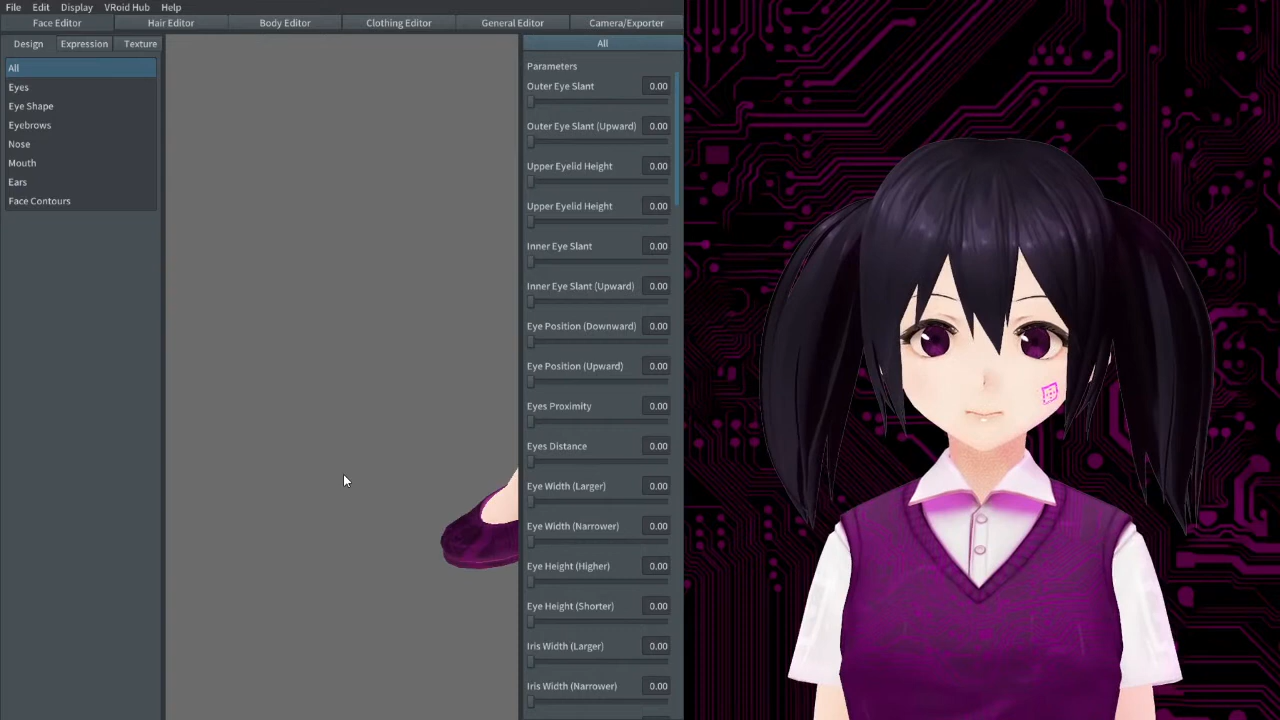 File Edit Display VRoid Hub Help
Face Editor Hair Editor Body Editor Clothing Editor General Editor Camera/Exporter
Design Expression Texture
All
Eyes
Eye Shape
Eyebrows
Nose
Mouth
Ears
Face Contours
All
Parameters
Outer Eye Slant 0.00
Outer Eye Slant (Upward) 0.00
Upper Eyelid Height 0.00
Upper Eyelid Height 0.00
Inner Eye Slant 0.00
Inner Eye Slant (Upward) 0.00
Eye Position (Downward) 0.00
Eye Position (Upward) 0.00
Eyes Proximity 0.00
Eyes Distance 0.00
Eye Width (Larger) 0.00
Eye Width (Narrower) 0.00
Eye Height (Higher) 0.00
Eye Height (Shorter) 0.00
Iris Width (Larger) 0.00
Iris Width (Narrower) 0.00